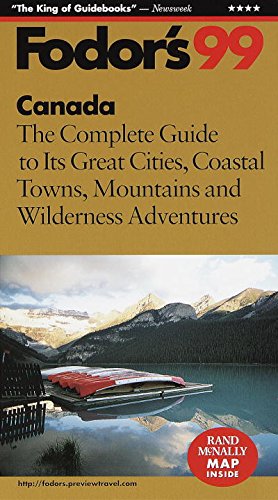 "The King of Guidebooks" — Newsweek ★★★★
Fodor's 99
Canada
The Complete Guide
to Its Great Cities, Coastal
Towns, Mountains and
Wilderness Adventures
RAND
McNALLY
MAP
INSIDE
http://fodors.previewtravel.com